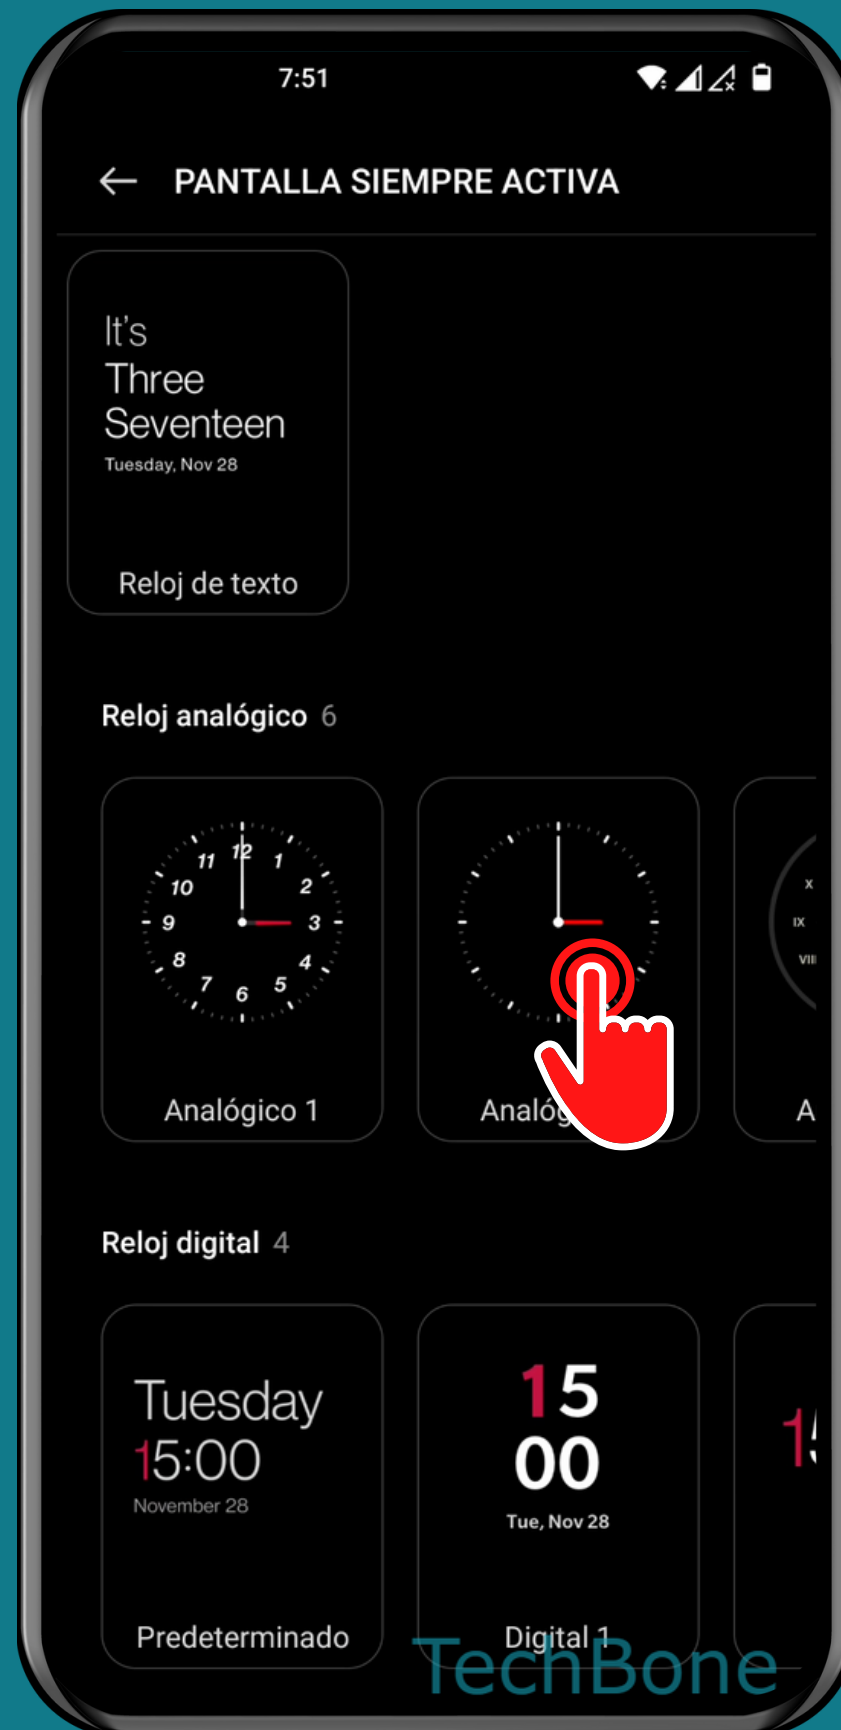 7:51
PANTALLA SIEMPRE ACTIVA
It's
Three
Seventeen
Tuesday, Nov 28
Reloj de texto
Reloj analógico 6
11 12 1
10 2
9 3
8 4
7 6 5
X
IX
VIII
Analógico 1
Reloj digital 4
Tuesday
15:00
November 28
Predeterminado
15
00
Tue, Nov 28
Digital 1
TechBone